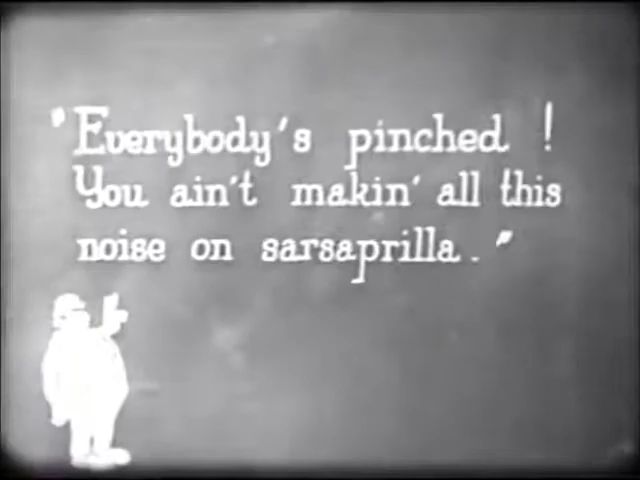 "Everybody's pinched !
You ain't makin' all this
noise on sarsaprilla."